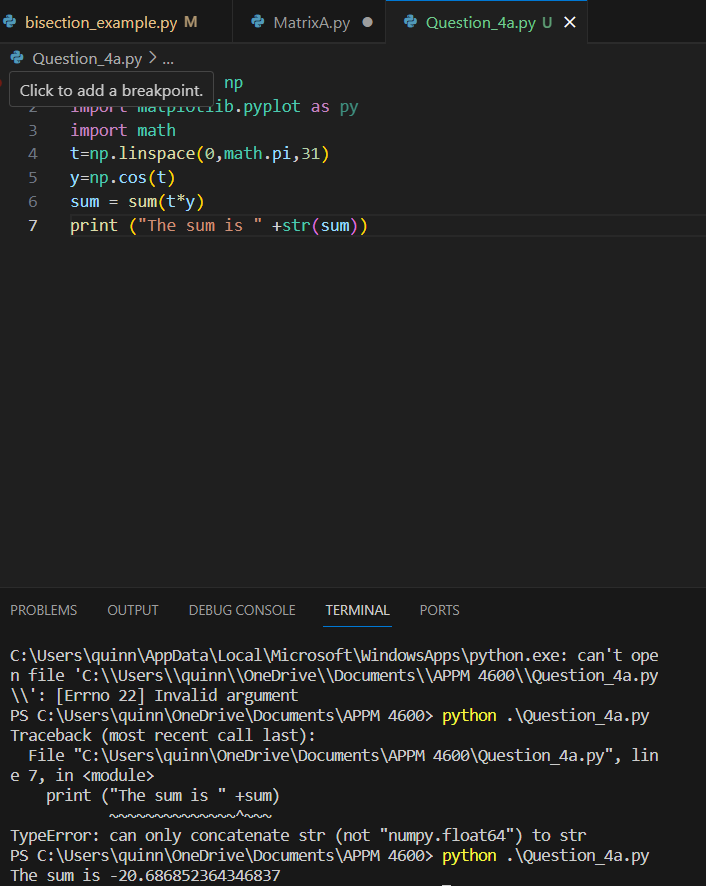 bisection_example.py M
MatrixA.py
Question_4a.py U
Question_4a.py > ...
Click to add a breakpoint.
np
2 import matplotlib.pyplot as py
3 import math
4 t=np.linspace(0,math.pi,31)
5 y=np.cos(t)
6 sum = sum(t*y)
7 print ("The sum is " +str(sum))
PROBLEMS OUTPUT DEBUG CONSOLE TERMINAL PORTS
C:\Users\quinn\AppData\Local\Microsoft\WindowsApps\python.exe: can't ope
n file 'C:\\Users\\quinn\\OneDrive\\Documents\\APPM 4600\\Question_4a.py
\\': [Errno 22] Invalid argument
PS C:\Users\quinn\OneDrive\Documents\APPM 4600> python .\Question_4a.py
Traceback (most recent call last):
  File "C:\Users\quinn\OneDrive\Documents\APPM 4600\Question_4a.py", lin
e 7, in <module>
    print ("The sum is " +sum)
           ~~~~~~~~~~~~~~^~~~
TypeError: can only concatenate str (not "numpy.float64") to str
PS C:\Users\quinn\OneDrive\Documents\APPM 4600> python .\Question_4a.py
The sum is -20.686852364346837